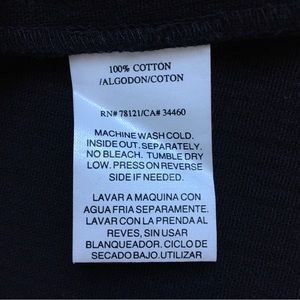 100% COTTON
/ALGODON/COTON
RN# 78121/CA# 34460
MACHINE WASH COLD.
INSIDE OUT. SEPARATELY.
NO BLEACH. TUMBLE DRY
LOW. PRESS ON REVERSE
SIDE IF NEEDED.
LAVAR A MAQUINA CON
AGUA FRIA SEPARAMENTE.
LAVAR CON LA PRENDA AL
REVES, SIN USAR
BLANQUEADOR. CICLO DE
SECADO BAJO. UTILIZAR